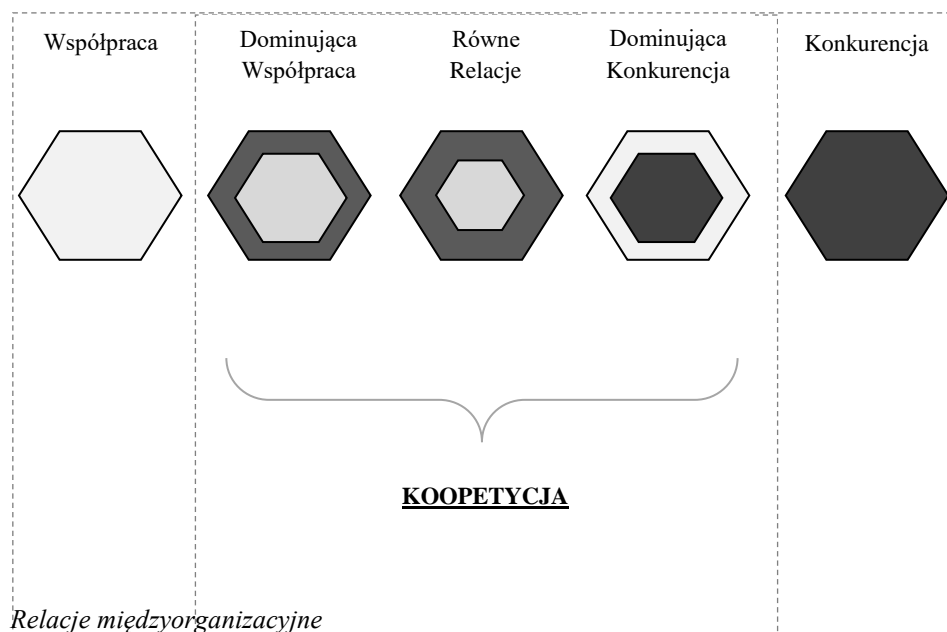 Współpraca
Dominująca
Współpraca
Równe
Relacje
Dominująca
Konkurencja
Konkurencja
KOOPETYCJA
Relacje międzyorganizacyjne